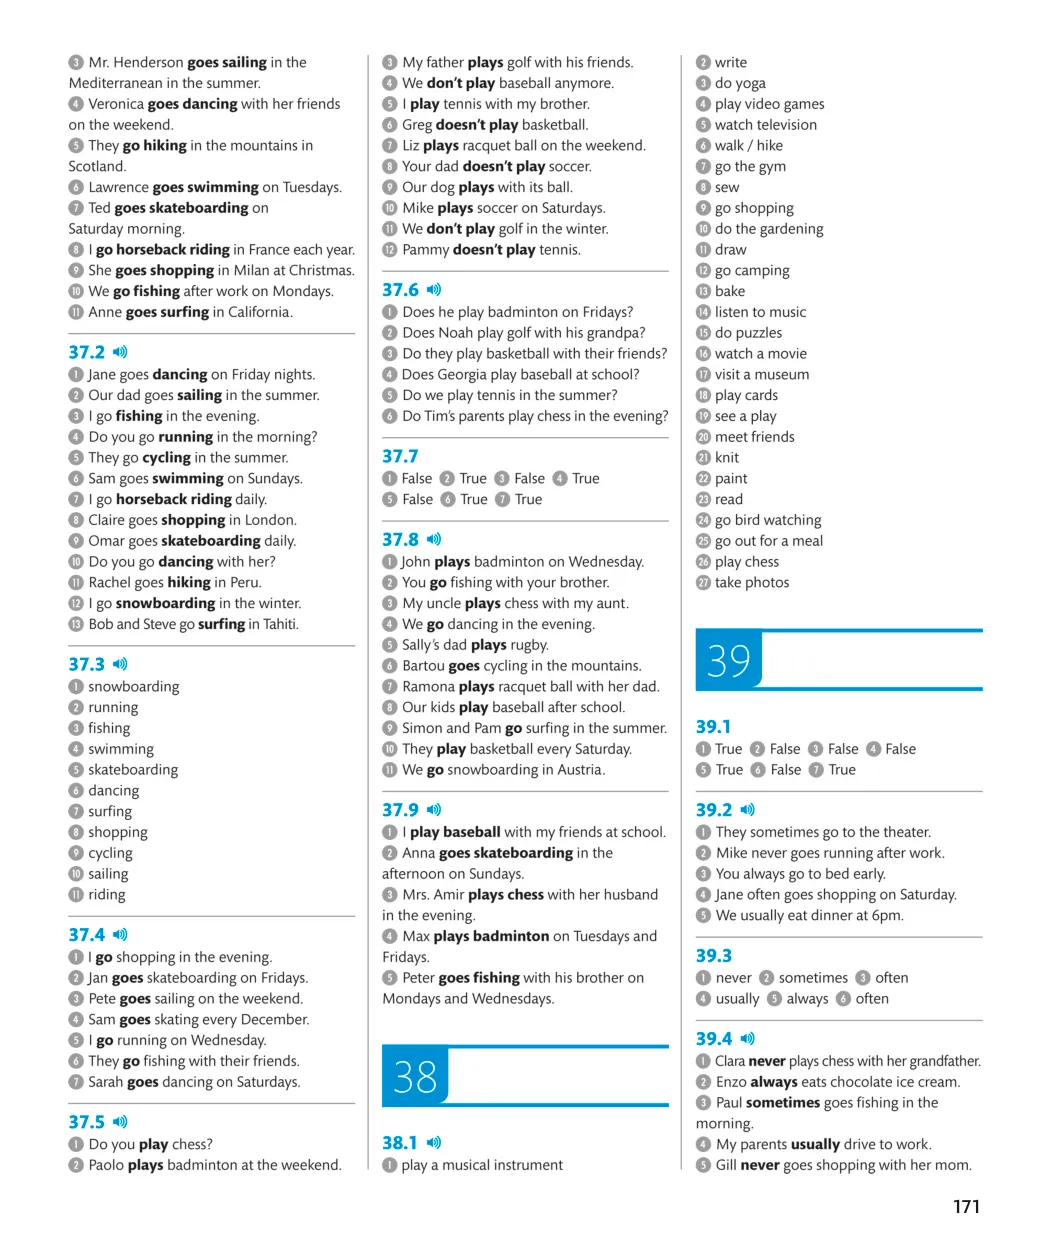 3 Mr. Henderson goes sailing in the
Mediterranean in the summer.
4 Veronica goes dancing with her friends
on the weekend.
5 They go hiking in the mountains in
Scotland.
6 Lawrence goes swimming on Tuesdays.
7 Ted goes skateboarding on
Saturday morning.
8 I go horseback riding in France each year.
9 She goes shopping in Milan at Christmas.
10 We go fishing after work on Mondays.
11 Anne goes surfing in California.
37.2
1 Jane goes dancing on Friday nights.
2 Our dad goes sailing in the summer.
3 I go fishing in the evening.
4 Do you go running in the morning?
5 They go cycling in the summer.
6 Sam goes swimming on Sundays.
7 I go horseback riding daily.
8 Claire goes shopping in London.
9 Omar goes skateboarding daily.
10 Do you go dancing with her?
11 Rachel goes hiking in Peru.
12 I go snowboarding in the winter.
13 Bob and Steve go surfing in Tahiti.
37.3
1 snowboarding
2 running
3 fishing
4 swimming
5 skateboarding
6 dancing
7 surfing
8 shopping
9 cycling
10 sailing
11 riding
37.4
1 I go shopping in the evening.
2 Jan goes skateboarding on Fridays.
3 Pete goes sailing on the weekend.
4 Sam goes skating every December.
5 I go running on Wednesday.
6 They go fishing with their friends.
7 Sarah goes dancing on Saturdays.
37.5
1 Do you play chess?
2 Paolo plays badminton at the weekend.
3 My father plays golf with his friends.
4 We don't play baseball anymore.
5 I play tennis with my brother.
6 Greg doesn't play basketball.
7 Liz plays racquet ball on the weekend.
8 Your dad doesn't play soccer.
9 Our dog plays with its ball.
10 Mike plays soccer on Saturdays.
11 We don't play golf in the winter.
12 Pammy doesn't play tennis.
37.6
1 Does he play badminton on Fridays?
2 Does Noah play golf with his grandpa?
3 Do they play basketball with their friends?
4 Does Georgia play baseball at school?
5 Do we play tennis in the summer?
6 Do Tim's parents play chess in the evening?
37.7
1 False 2 True 3 False 4 True
5 False 6 True 7 True
37.8
1 John plays badminton on Wednesday.
2 You go fishing with your brother.
3 My uncle plays chess with my aunt.
4 We go dancing in the evening.
5 Sally's dad plays rugby.
6 Bartou goes cycling in the mountains.
7 Ramona plays racquet ball with her dad.
8 Our kids play baseball after school.
9 Simon and Pam go surfing in the summer.
10 They play basketball every Saturday.
11 We go snowboarding in Austria.
37.9
1 I play baseball with my friends at school.
2 Anna goes skateboarding in the
afternoon on Sundays.
3 Mrs. Amir plays chess with her husband
in the evening.
4 Max plays badminton on Tuesdays and
Fridays.
5 Peter goes fishing with his brother on
Mondays and Wednesdays.
38
38.1
1 play a musical instrument
2 write
3 do yoga
4 play video games
5 watch television
6 walk / hike
7 go the gym
8 sew
9 go shopping
10 do the gardening
11 draw
12 go camping
13 bake
14 listen to music
15 do puzzles
16 watch a movie
17 visit a museum
18 play cards
19 see a play
20 meet friends
21 knit
22 paint
23 read
24 go bird watching
25 go out for a meal
26 play chess
27 take photos
39
39.1
1 True 2 False 3 False 4 False
5 True 6 False 7 True
39.2
1 They sometimes go to the theater.
2 Mike never goes running after work.
3 You always go to bed early.
4 Jane often goes shopping on Saturday.
5 We usually eat dinner at 6pm.
39.3
1 never 2 sometimes 3 often
4 usually 5 always 6 often
39.4
1 Clara never plays chess with her grandfather.
2 Enzo always eats chocolate ice cream.
3 Paul sometimes goes fishing in the
morning.
4 My parents usually drive to work.
5 Gill never goes shopping with her mom.
171